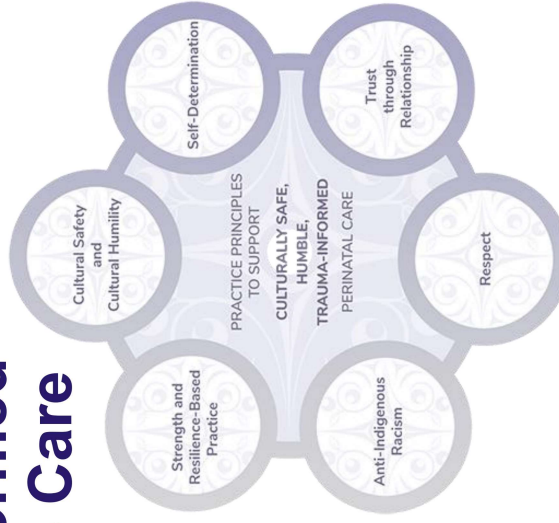 Care
Cultural Safety
and
Cultural Humility
Self-Determination
Trust
through
Relationship
Respect
Anti-Indigenous
Racism
Strength and
Resilience-Based
Practice
PRACTICE PRINCIPLES
TO SUPPORT
CULTURALLY SAFE,
HUMBLE,
TRAUMA-INFORMED
PERINATAL CARE